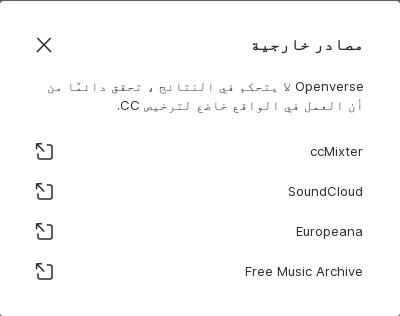 مصادر خارجية
Openverse لا يتحكم في النتائج ، تحقق دائمًا من
أن العمل في الواقع خاضع لترخيص CC.
ccMixter
SoundCloud
Europeana
Free Music Archive